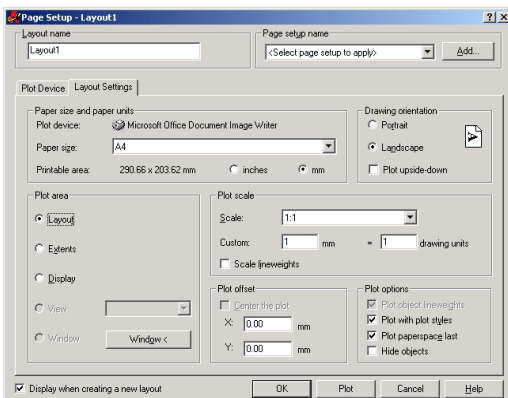 Page Setup - Layout1
Layout name
Layout1
Page setup name
<Select page setup to apply>
Add...
Plot Device
Layout Settings
Paper size and paper units
Plot device: Microsoft Office Document Image Writer
Paper size: A4
Printable area: 290.66 x 203.62 mm inches mm
Drawing orientation
Portrait
Landscape
Plot upside-down
A
Plot area
Layout
Extents
Display
View
Window
Window <
Plot scale
Scale: 1:1
Custom: 1 mm = 1 drawing units
Scale lineweights
Plot offset
Center the plot
X: 0.00 mm
Y: 0.00 mm
Plot options
Plot object lineweights
Plot with plot styles
Plot paperspace last
Hide objects
Display when creating a new layout
OK
Plot
Cancel
Help